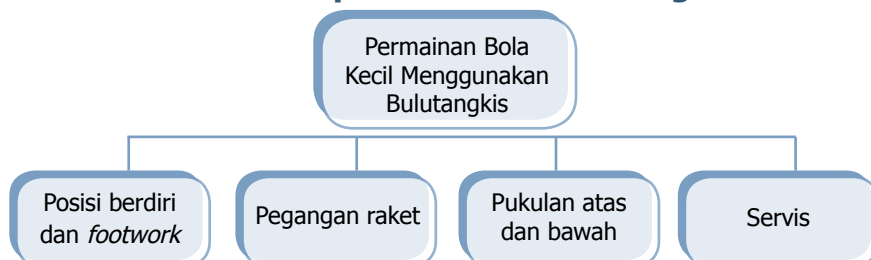 Permainan Bola
Kecil Menggunakan
Bulutangkis
Posisi berdiri
dan footwork
Pegangan raket
Pukulan atas
dan bawah
Servis